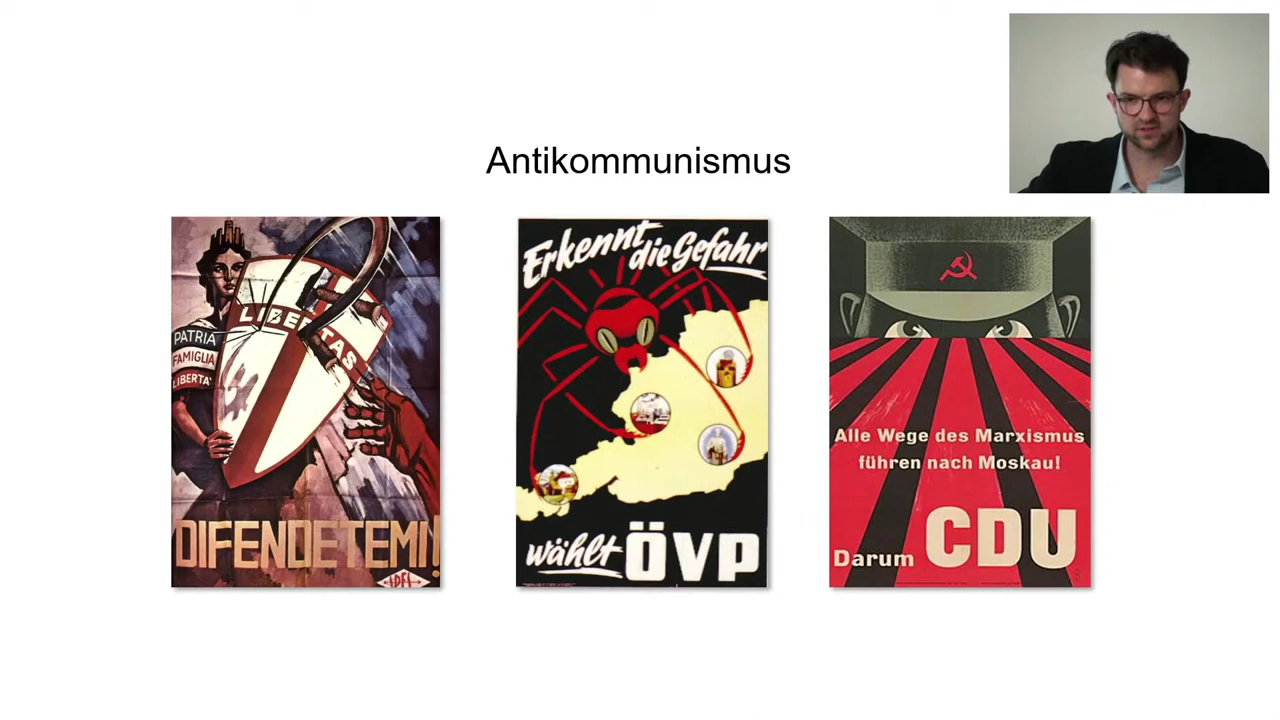 Antikommunismus
LIBERTAS
PATRIA
FAMIGLIA
LIBERTA'
DIFENDETEMI!
Erkennt
die Gefahr
wählt ÖVP
Alle Wege des Marxismus
führen nach Moskau!
Darum CDU